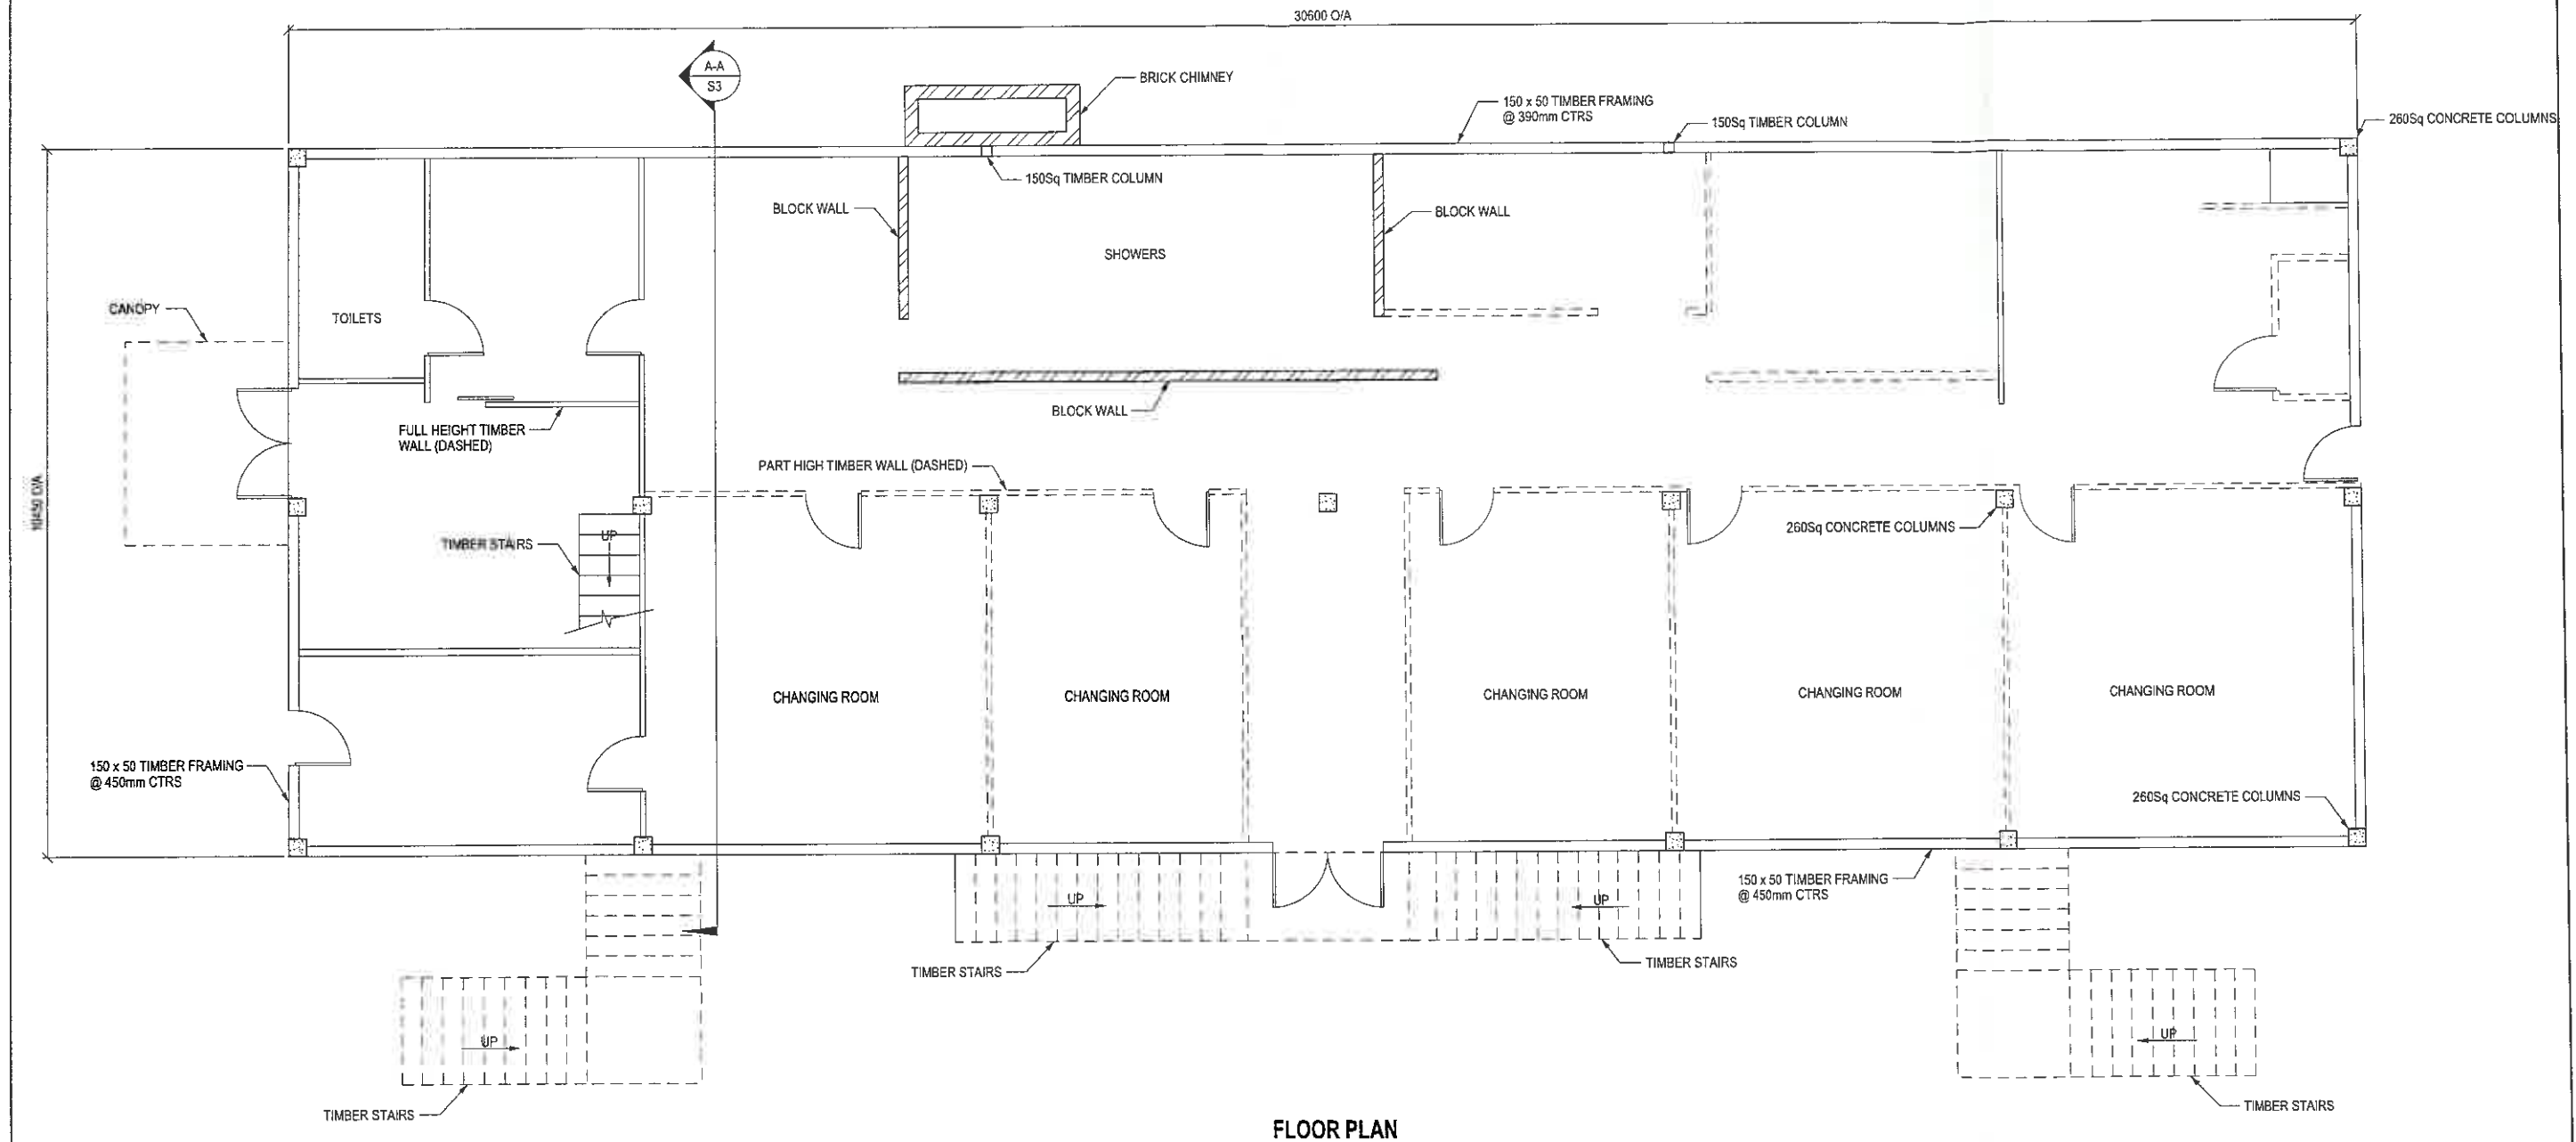 30600 O/A
A-A
S3
BRICK CHIMNEY
150 x 50 TIMBER FRAMING
@ 390mm CTRS
150Sq TIMBER COLUMN
260Sq CONCRETE COLUMNS
150Sq TIMBER COLUMN
BLOCK WALL
BLOCK WALL
SHOWERS
CANOPY
TOILETS
BLOCK WALL
FULL HEIGHT TIMBER
WALL (DASHED)
PART HIGH TIMBER WALL (DASHED)
10450 O/A
TIMBER STAIRS
UP
260Sq CONCRETE COLUMNS
CHANGING ROOM
CHANGING ROOM
CHANGING ROOM
CHANGING ROOM
CHANGING ROOM
150 x 50 TIMBER FRAMING
@ 450mm CTRS
260Sq CONCRETE COLUMNS
150 x 50 TIMBER FRAMING
@ 450mm CTRS
UP
UP
TIMBER STAIRS
TIMBER STAIRS
UP
UP
TIMBER STAIRS
TIMBER STAIRS
FLOOR PLAN